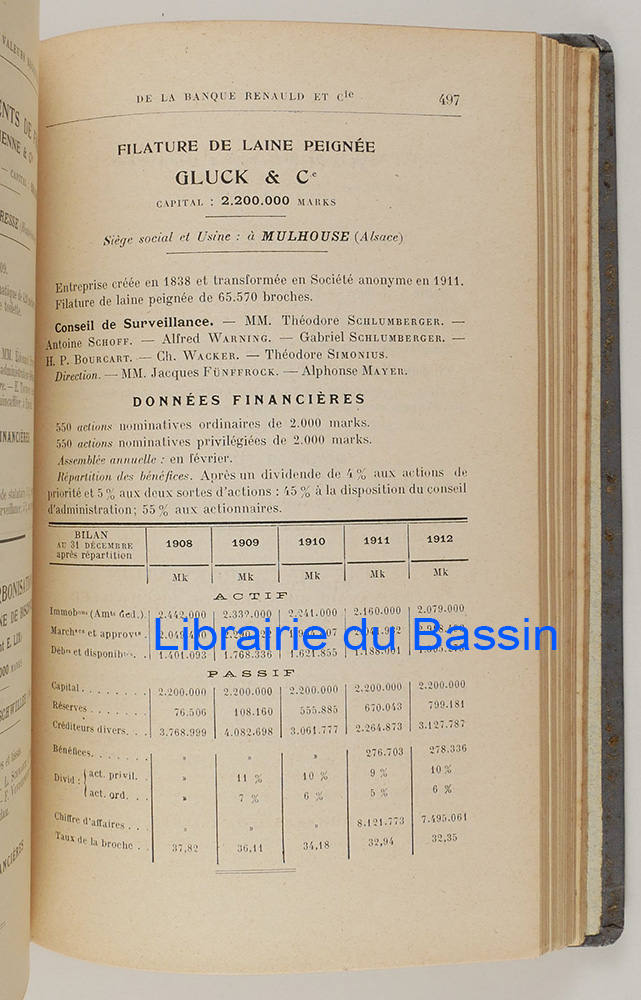 DE LA BANQUE RENAULD ET Cie 497
FILATURE DE LAINE PEIGNÉE
GLUCK & Ce
CAPITAL : 2.200.000 MARKS
Siège social et Usine : à MULHOUSE (Alsace)
Entreprise créée en 1838 et transformée en Société anonyme en 1911.
Filature de laine peignée de 65.570 broches.
Conseil de Surveillance. — MM. Théodore SCHLUMBERGER. —
Antoine SCHOFF. — Alfred WARNING. — Gabriel SCHLUMBERGER. —
H. P. BOURCART. — Ch. WACKER. — Théodore SIMONIUS.
Direction. — MM. Jacques FÜNFFROCK. — Alphonse MAYER.
DONNÉES FINANCIÈRES
550 actions nominatives ordinaires de 2.000 marks.
550 actions nominatives privilégiées de 2.000 marks.
Assemblée annuelle : en février.
Répartition des bénéfices. Après un dividende de 4 % aux actions de
priorité et 5 % aux deux sortes d'actions : 45 % à la disposition du conseil
d'administration; 55 % aux actionnaires.
BILAN
AU 31 DÉCEMBRE
après répartition
1908 1909 1910 1911 1912
Mk Mk Mk Mk Mk
ACTIF
Immobons (Amts déd.). 2.442.000 2.332.000 2.241.000 2.160.000 2.079.000
Marchses et approvts .
Librairie du Bassin
Débrs et disponibtés. . 1.401.093 1.768.336 1.621.855
PASSIF
Capital . . . . . . . . 2.200.000 2.200.000 2.200.000 2.200.000 2.200.000
Réserves . . . . . . . 76.506 108.160 555.885 670.043 799.181
Créditeurs divers. . . 3.768.999 4.082.698 3.061.777 2.264.873 3.127.787
Bénéfices. . . . . . . » » » 276.703 278.336
Divid : act. privil. . » 11 % 10 % 9 % 10 %
act. ord. . . » 7 % 6 % 5 % 6 %
Chiffre d'affaires . . . » » » 8.121.773 7.495.061
Taux de la broche . . 37,82 36,11 34,18 32,94 32,35